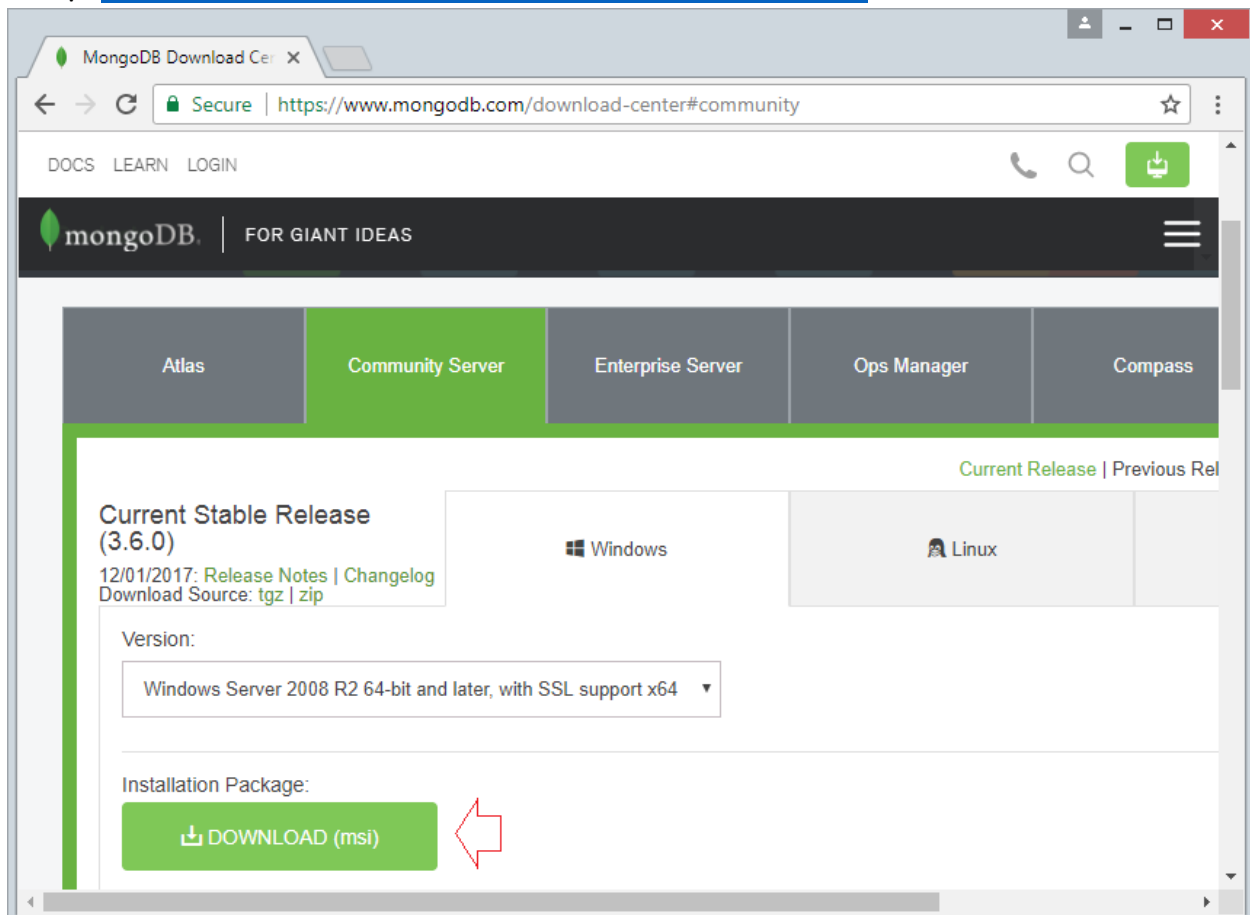 MongoDB Download Cer
Secure | https://www.mongodb.com/download-center#community
DOCS LEARN LOGIN
mongoDB. FOR GIANT IDEAS
Atlas Community Server Enterprise Server Ops Manager Compass
Current Release | Previous Rel
Current Stable Release
(3.6.0)
12/01/2017: Release Notes | Changelog
Download Source: tgz | zip
Windows
Linux
Version:
Windows Server 2008 R2 64-bit and later, with SSL support x64
Installation Package:
DOWNLOAD (msi)